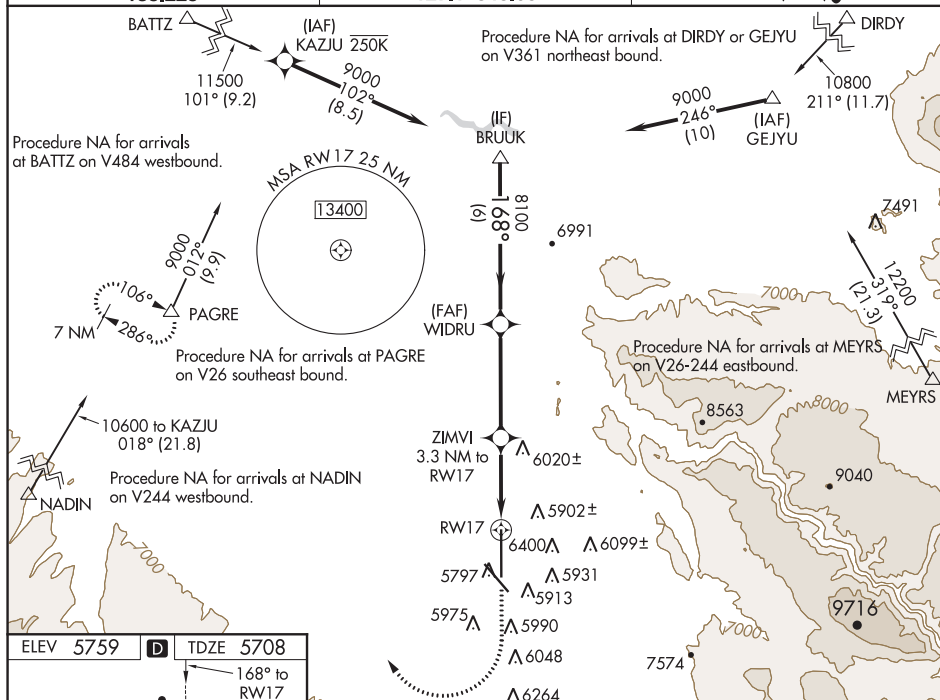 BATTZ
(IAF)
KAZJU 250K
11500
101° (9.2)
9000
102°
(8.5)
Procedure NA for arrivals at DIRDY or GEJYU
on V361 northeast bound.
DIRDY
10800
211° (11.7)
9000
246°
(10)
(IAF)
GEJYU
(IF)
BRUUK
Procedure NA for arrivals
at BATTZ on V484 westbound.
MSA RW17 25 NM
13400
8100
168°
(6)
6991
7491
9000
012°
(9.9)
106°
286°
7 NM
PAGRE
Procedure NA for arrivals at PAGRE
on V26 southeast bound.
(FAF)
WIDRU
7000
12200
319°
(21.3)
Procedure NA for arrivals at MEYRS
on V26-244 eastbound.
MEYRS
8563
8000
10600 to KAZJU
018° (21.8)
Procedure NA for arrivals at NADIN
on V244 westbound.
NADIN
7000
ZIMVI
3.3 NM to
RW17
6020±
9040
5902±
RW17
6400
6099±
5797
5931
5913
5975
5990
9716
7000
6048
7574
6264
ELEV 5759
D
TDZE 5708
168° to
RW17